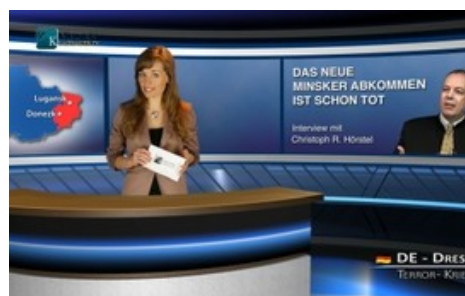 Lugansk
Donezk
DAS NEUE
MINSKER ABKOMMEN
IST SCHON TOT
Interview mit
Christoph R. Hörstel
DE - DRES
TERROR- KRIE